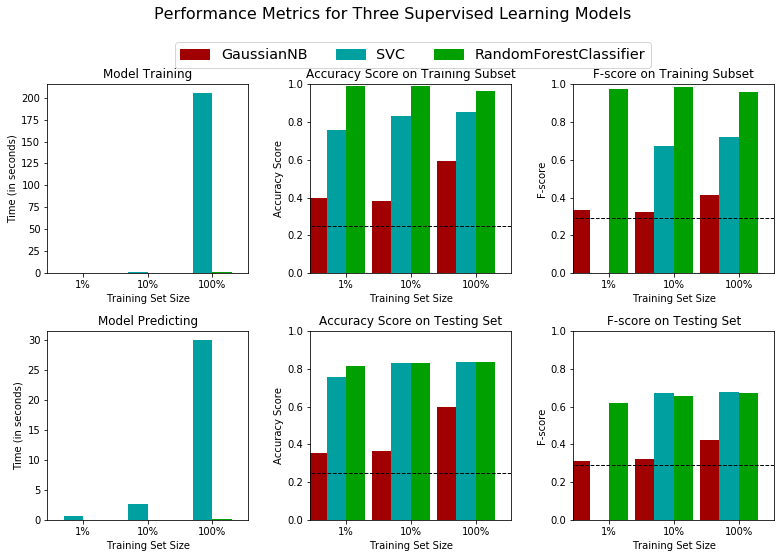 Performance Metrics for Three Supervised Learning Models
GaussianNB SVC RandomForestClassifier
Model Training
Time (in seconds)
200
175
150
125
100
75
50
25
0
1% 10% 100%
Training Set Size
Accuracy Score on Training Subset
Accuracy Score
1.0
0.8
0.6
0.4
0.2
0.0
1% 10% 100%
Training Set Size
F-score on Training Subset
F-score
1.0
0.8
0.6
0.4
0.2
0.0
1% 10% 100%
Training Set Size
Model Predicting
Time (in seconds)
30
25
20
15
10
5
0
1% 10% 100%
Training Set Size
Accuracy Score on Testing Set
Accuracy Score
1.0
0.8
0.6
0.4
0.2
0.0
1% 10% 100%
Training Set Size
F-score on Testing Set
F-score
1.0
0.8
0.6
0.4
0.2
0.0
1% 10% 100%
Training Set Size